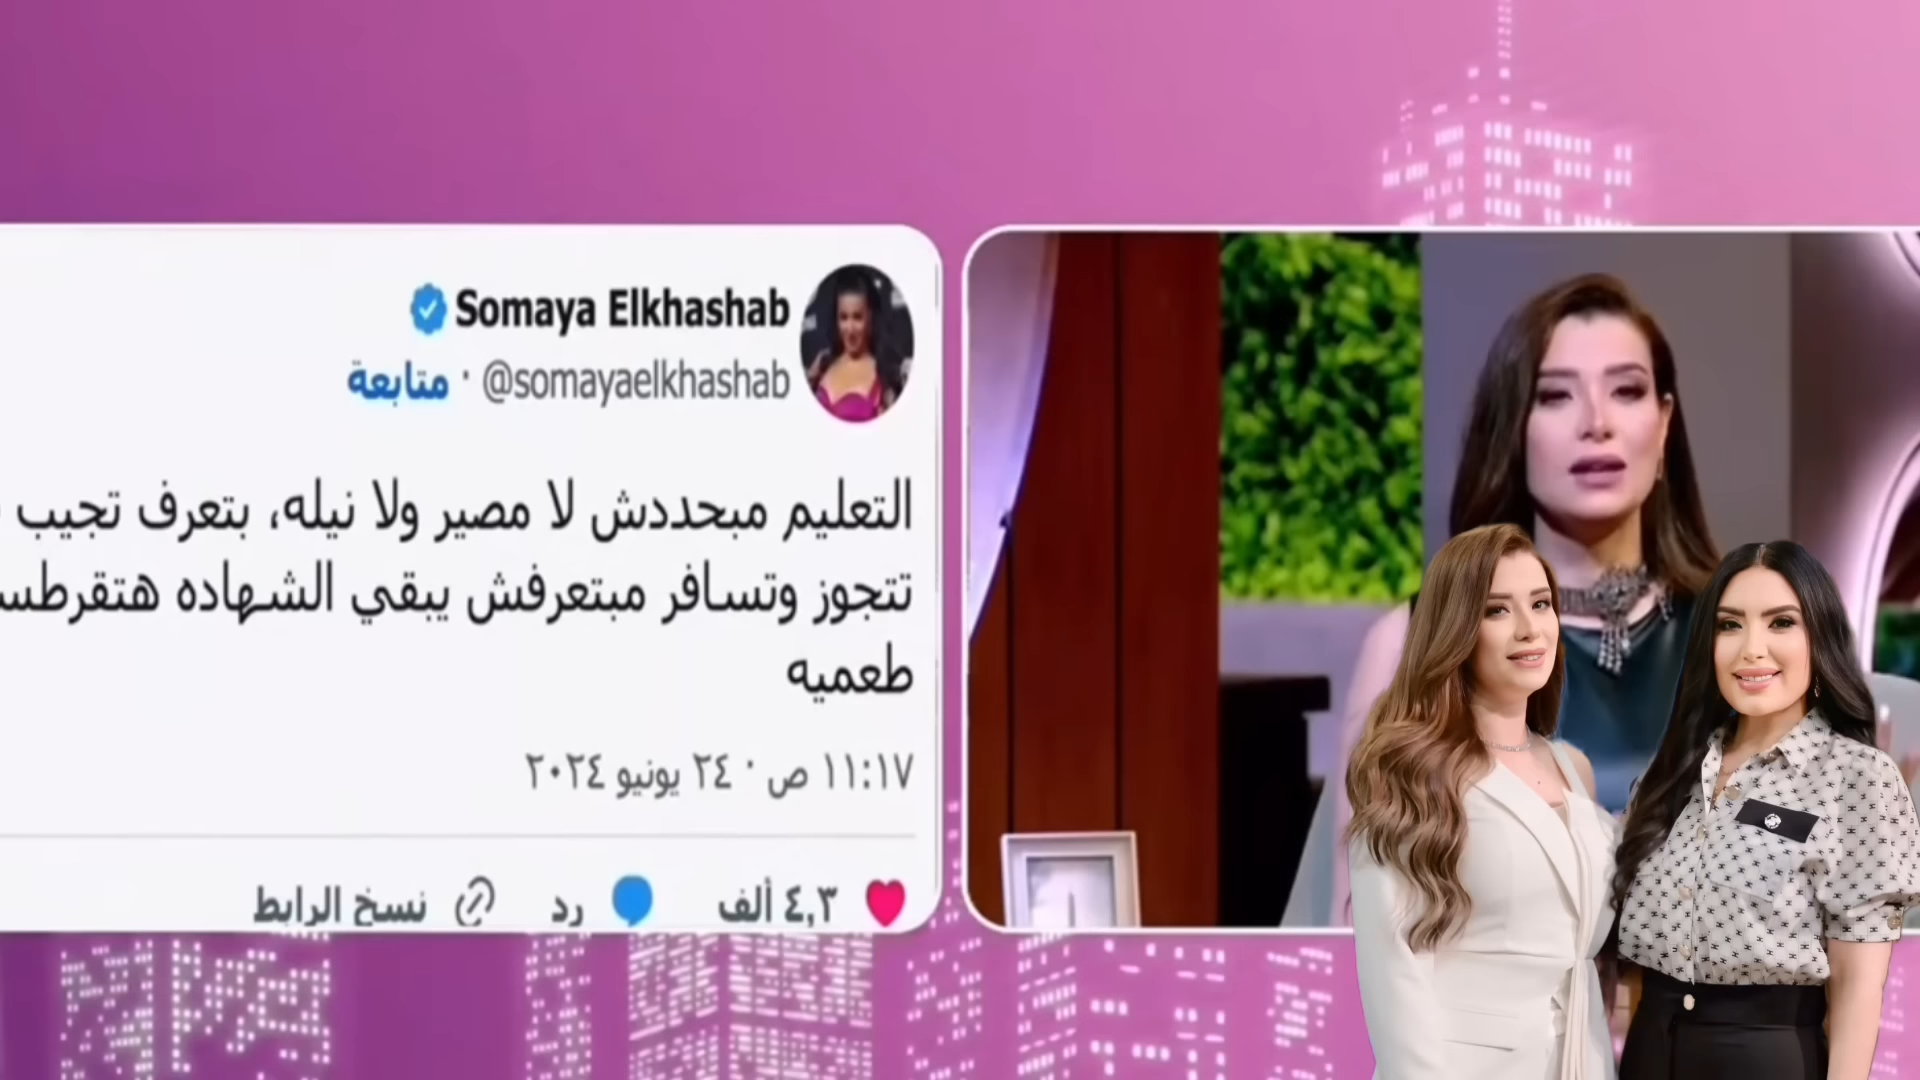 Somaya Elkhashab
@somayaelkhashab · متابعة
التعليم مبحددش لا مصير ولا نيله، بتعرف تجيب
تتجوز وتسافر مبتعرفش يبقي الشهاده هتقرطس
طعميه
١١:١٧ ص · ٢٤ يونيو ٢٠٢٤
٤,٣ ألف رد نسخ الرابط